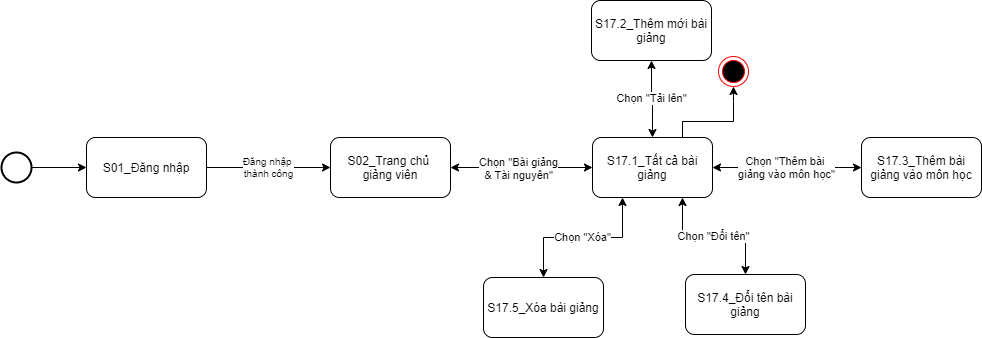 S17.2_Thêm mới bài
giảng
Chọn "Tải lên"
S01_Đăng nhập
Đăng nhập
thành công
S02_Trang chủ
giảng viên
Chọn "Bài giảng
& Tài nguyên"
S17.1_Tất cả bài
giảng
Chọn "Thêm bài
giảng vào môn học"
S17.3_Thêm bài
giảng vào môn học
Chọn "Xóa"
Chọn "Đổi tên"
S17.5_Xóa bài giảng
S17.4_Đổi tên bài
giảng